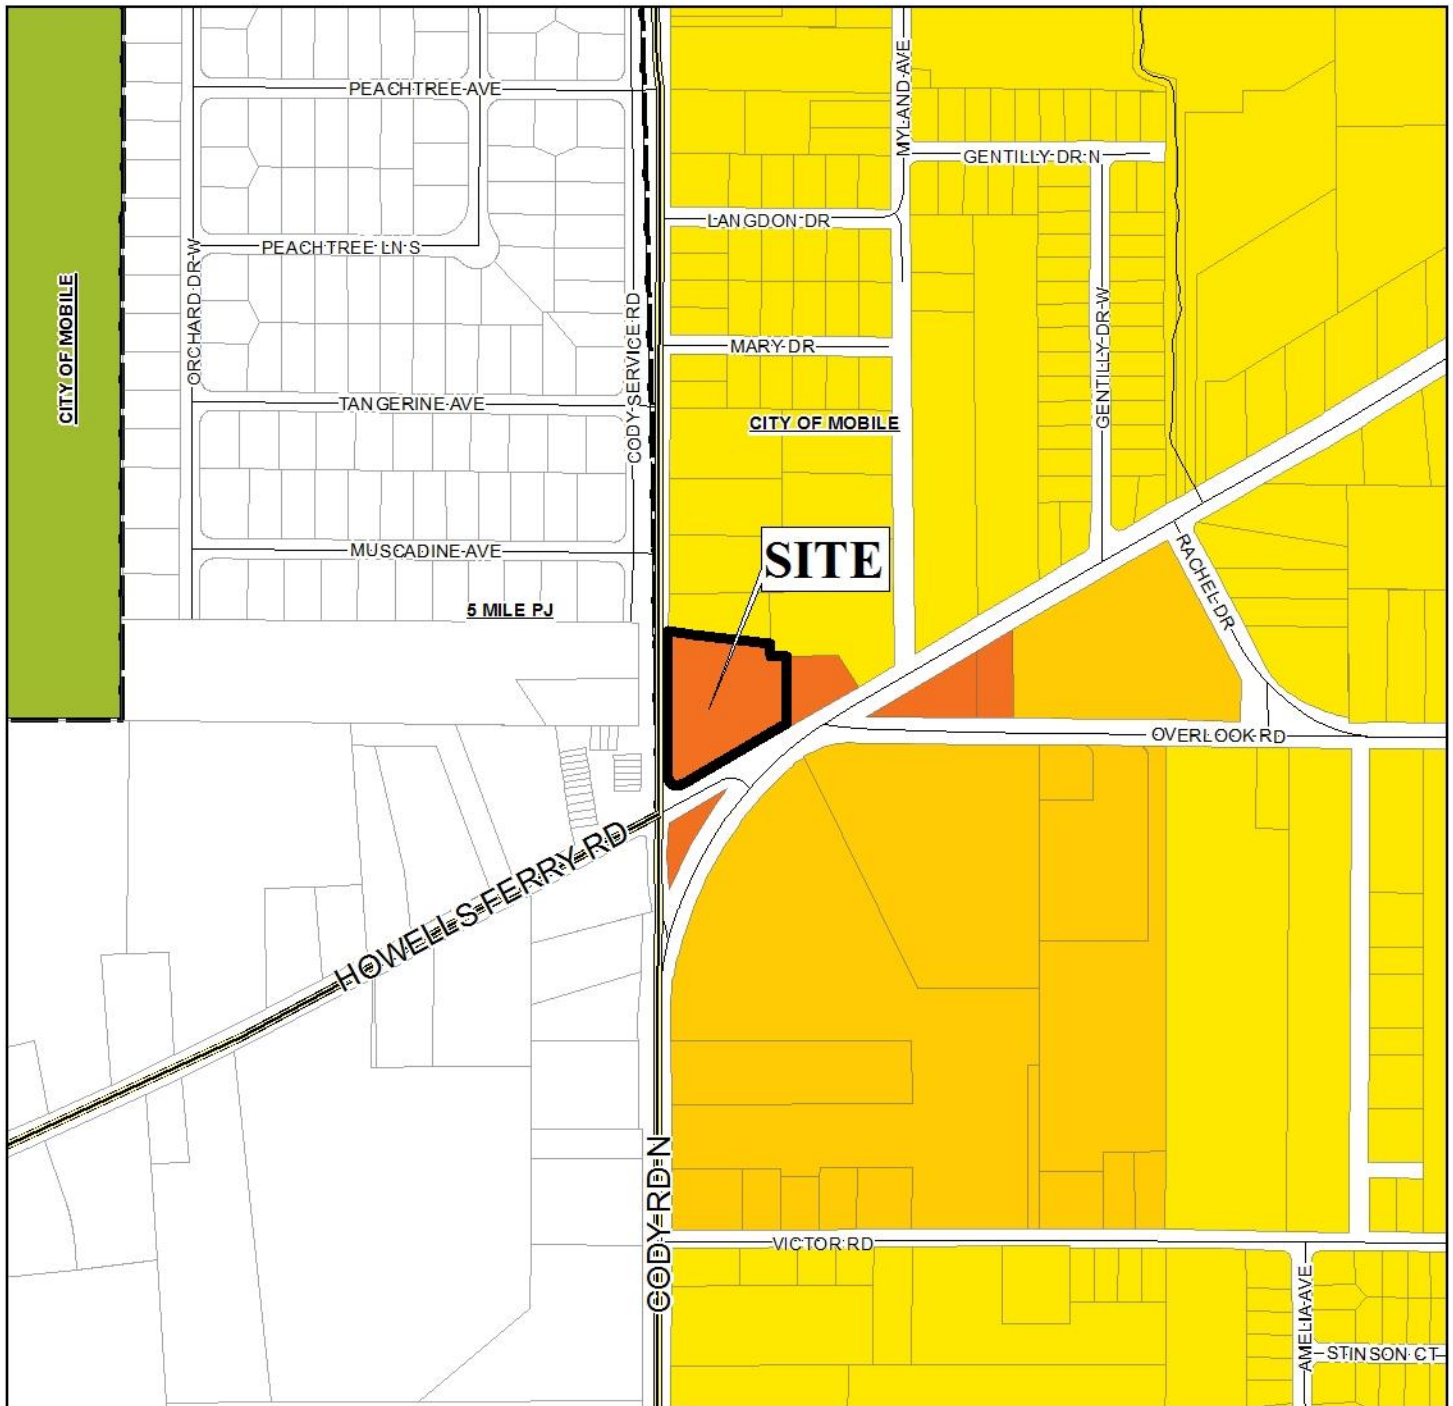 PEACHTREE AVE
MYLAND AVE
GENTILLY DR N
LANGDON DR
PEACHTREE LN S
ORCHARD DR W
CITY OF MOBILE
CODY SERVICE RD
GENTILLY DR W
MARY DR
TANGERINE AVE
CITY OF MOBILE
MUSCADINE AVE
SITE
RACHEL DR
5 MILE PJ
OVERLOOK RD
HOWELLS FERRY RD
CODY RD N
VICTOR RD
AMELIA AVE
STINSON CT